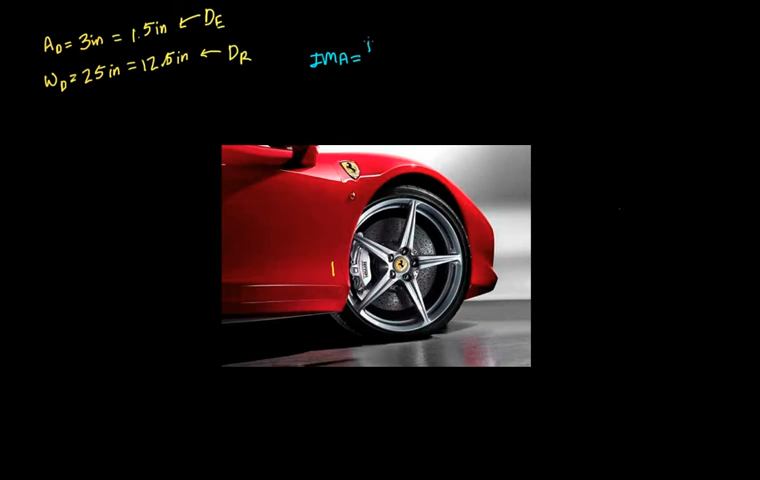 A_D = 3in = 1.5in ← D_E
W_D = 25in = 12.5in ← D_R
IMA =